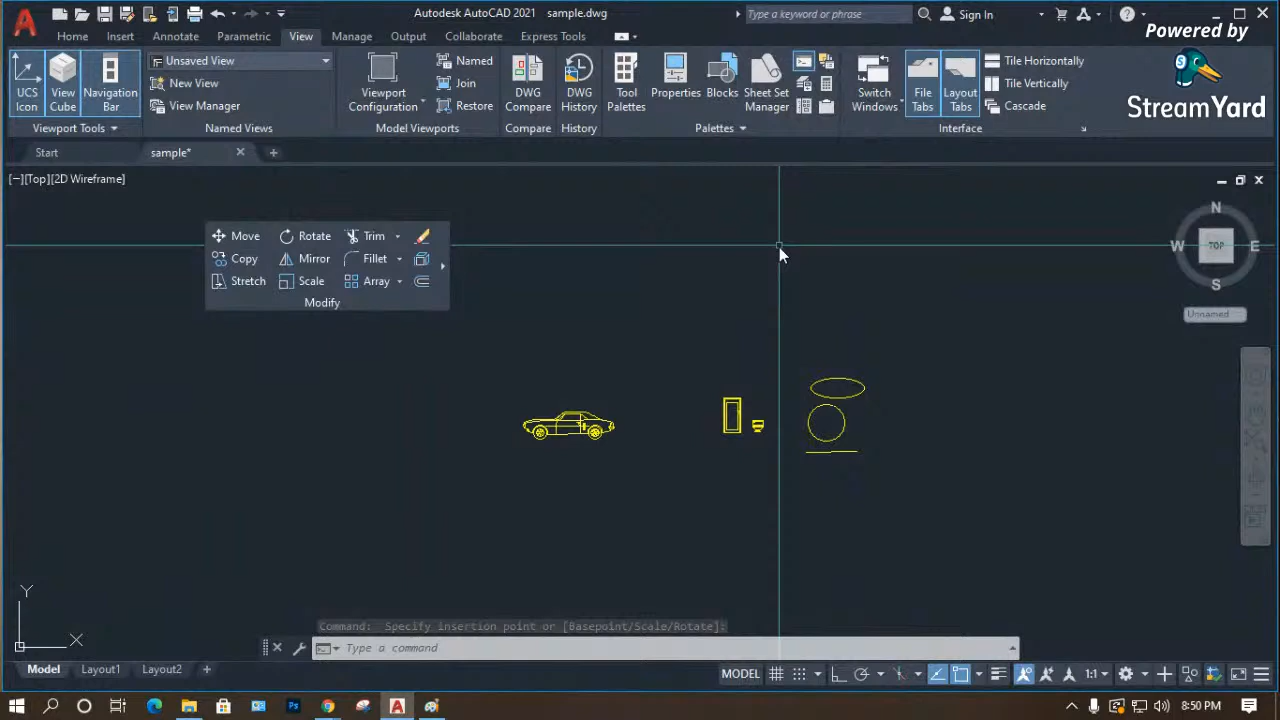 Autodesk AutoCAD 2021 sample.dwg
Type a keyword or phrase
Sign In
Powered by
StreamYard
Home Insert Annotate Parametric View Manage Output Collaborate Express Tools
UCS Icon
View Cube
Navigation Bar
Viewport Tools
Unsaved View
New View
View Manager
Named Views
Viewport Configuration
Named
Join
Restore
Model Viewports
DWG Compare
Compare
DWG History
History
Tool Palettes
Properties
Blocks
Sheet Set Manager
Palettes
Switch Windows
File Tabs
Layout Tabs
Tile Horizontally
Tile Vertically
Cascade
Interface
Start sample*
[−][Top][2D Wireframe]
Move Rotate Trim
Copy Mirror Fillet
Stretch Scale Array
Modify
N
W TOP E
S
Unnamed
Y
X
Command: Specify insertion point or [Basepoint/Scale/Rotate]:
Type a command
Model Layout1 Layout2
MODEL
1:1
8:50 PM